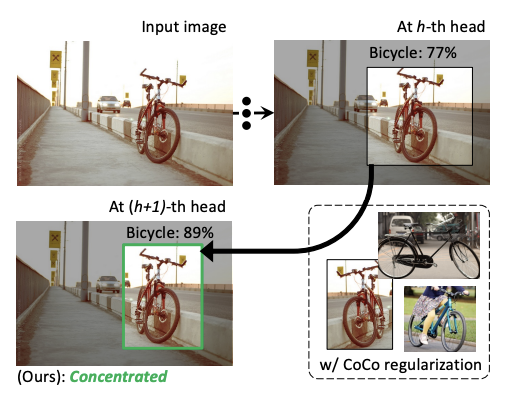 Input image
At h-th head
Bicycle: 77%
At (h+1)-th head
Bicycle: 89%
w/ CoCo regularization
(Ours): Concentrated